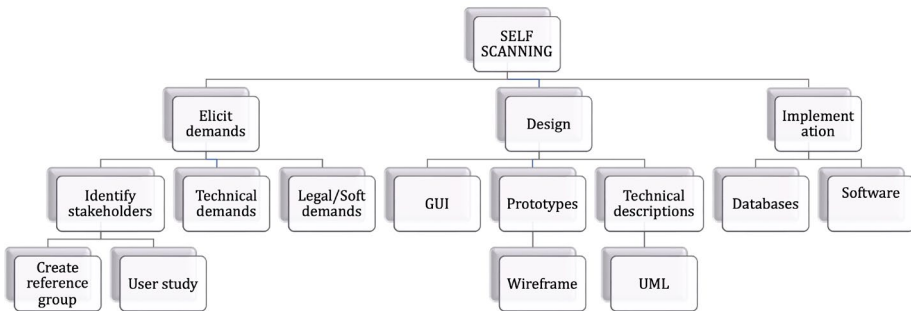 SELF
SCANNING
Elicit
demands
Design
Implement
ation
Identify
stakeholders
Technical
demands
Legal/Soft
demands
GUI
Prototypes
Technical
descriptions
Databases
Software
Create
reference
group
User study
Wireframe
UML